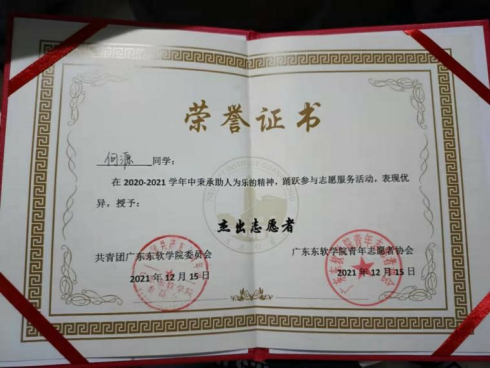 荣誉证书
何源 同学：
在 2020-2021 学年中秉承助人为乐的精神，踊跃参与志愿服务活动，表现优
异，授予：
杰出志愿者
共青团广东东软学院委员会 广东东软学院青年志愿者协会
2021 年 12 月 15 日 2021 年 12 月 15 日